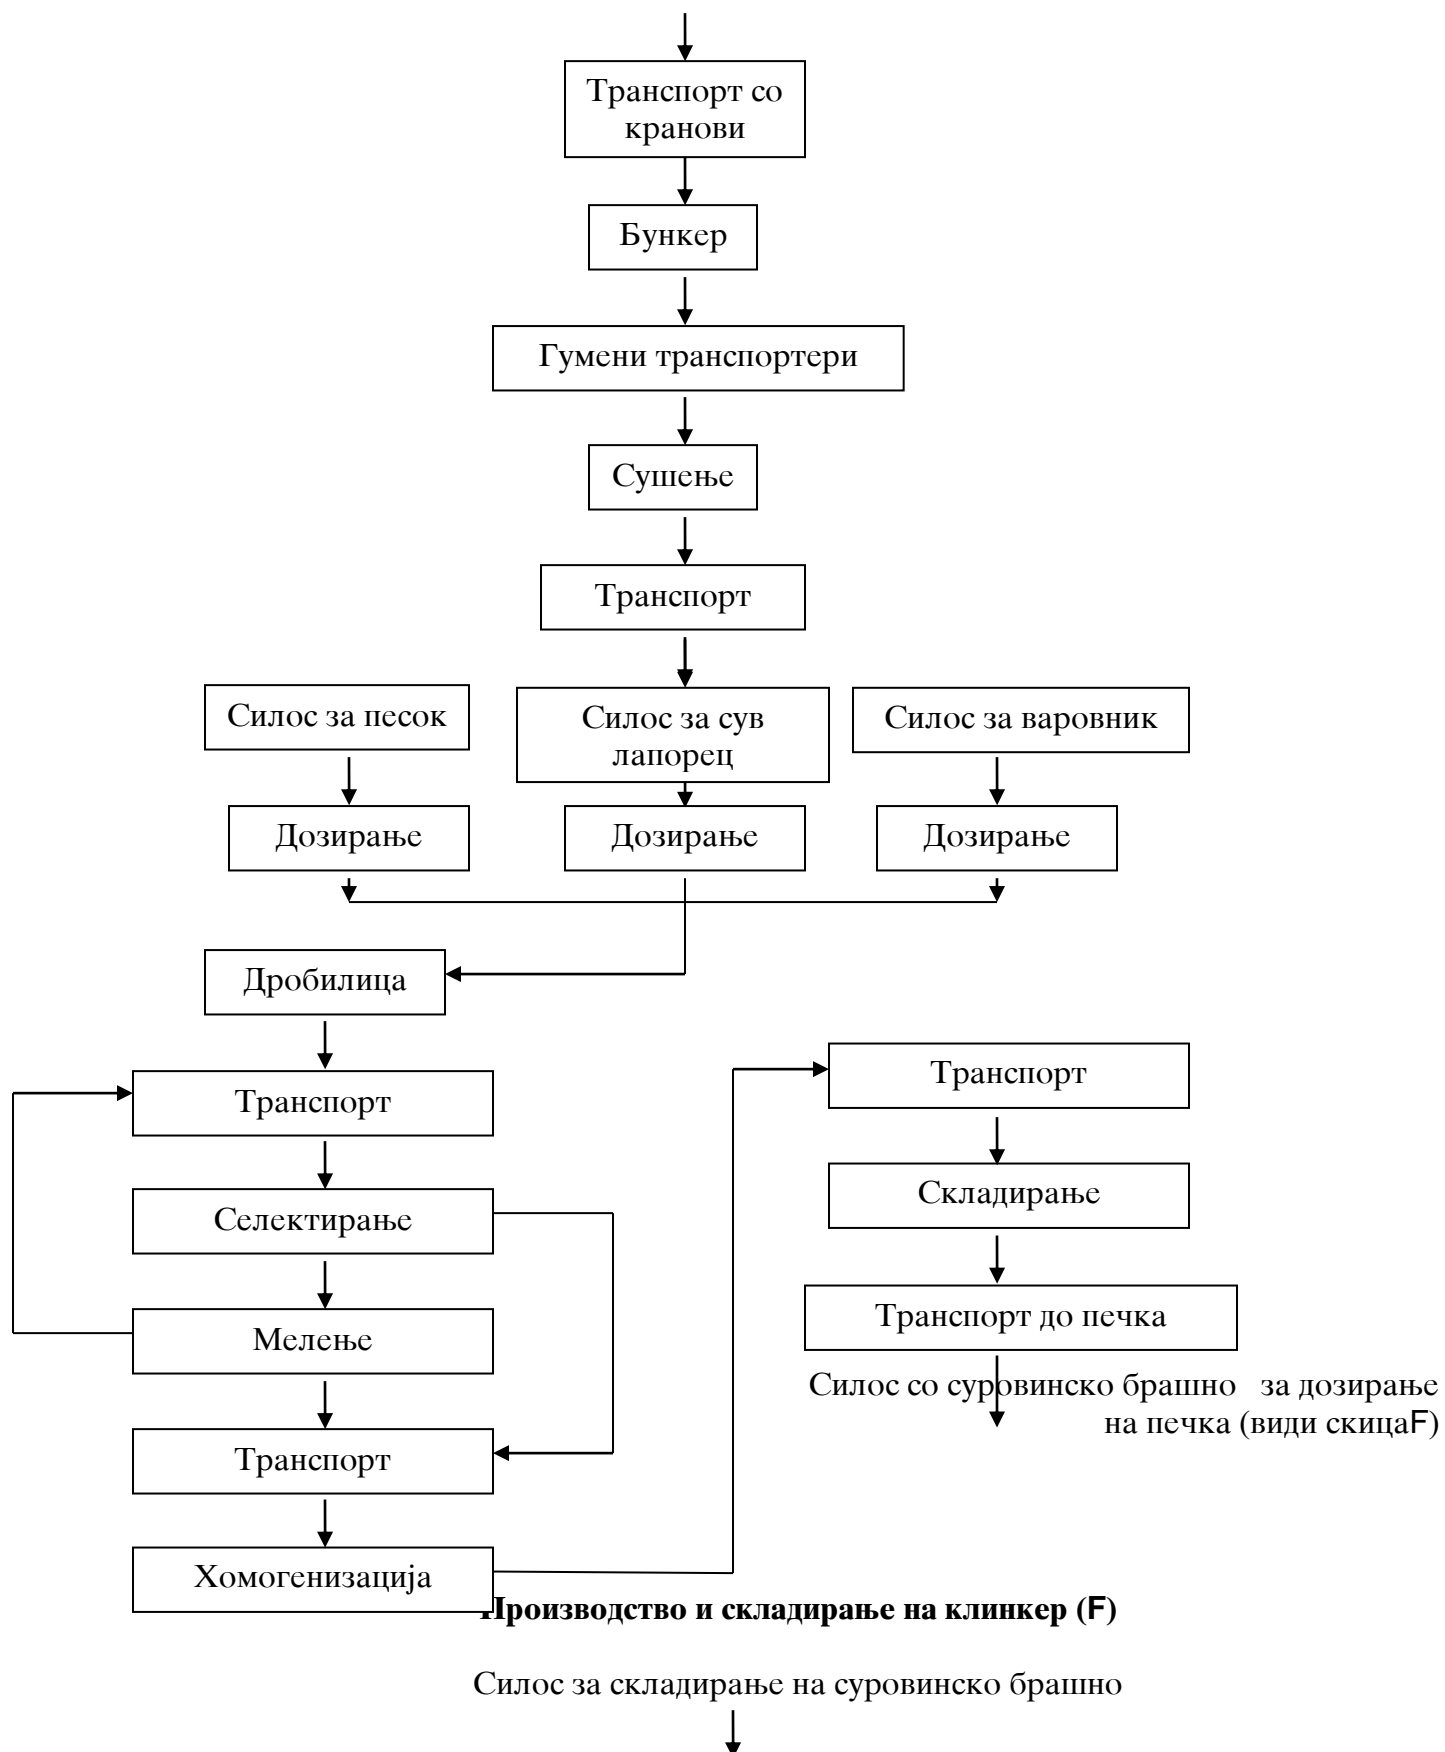 Транспорт со
кранови
Бункер
Гумени транспортери
Сушење
Транспорт
Силос за песок
Силос за сув
лапорец
Силос за варовник
Дозирање
Дозирање
Дозирање
Дробилица
Транспорт
Селектирање
Мелење
Транспорт
Хомогенизација
Транспорт
Складирање
Транспорт до печка
Силос со суровинско брашно за дозирање
на печка (види скицаF)
Производство и складирање на клинкер (F)
Силос за складирање на суровинско брашно